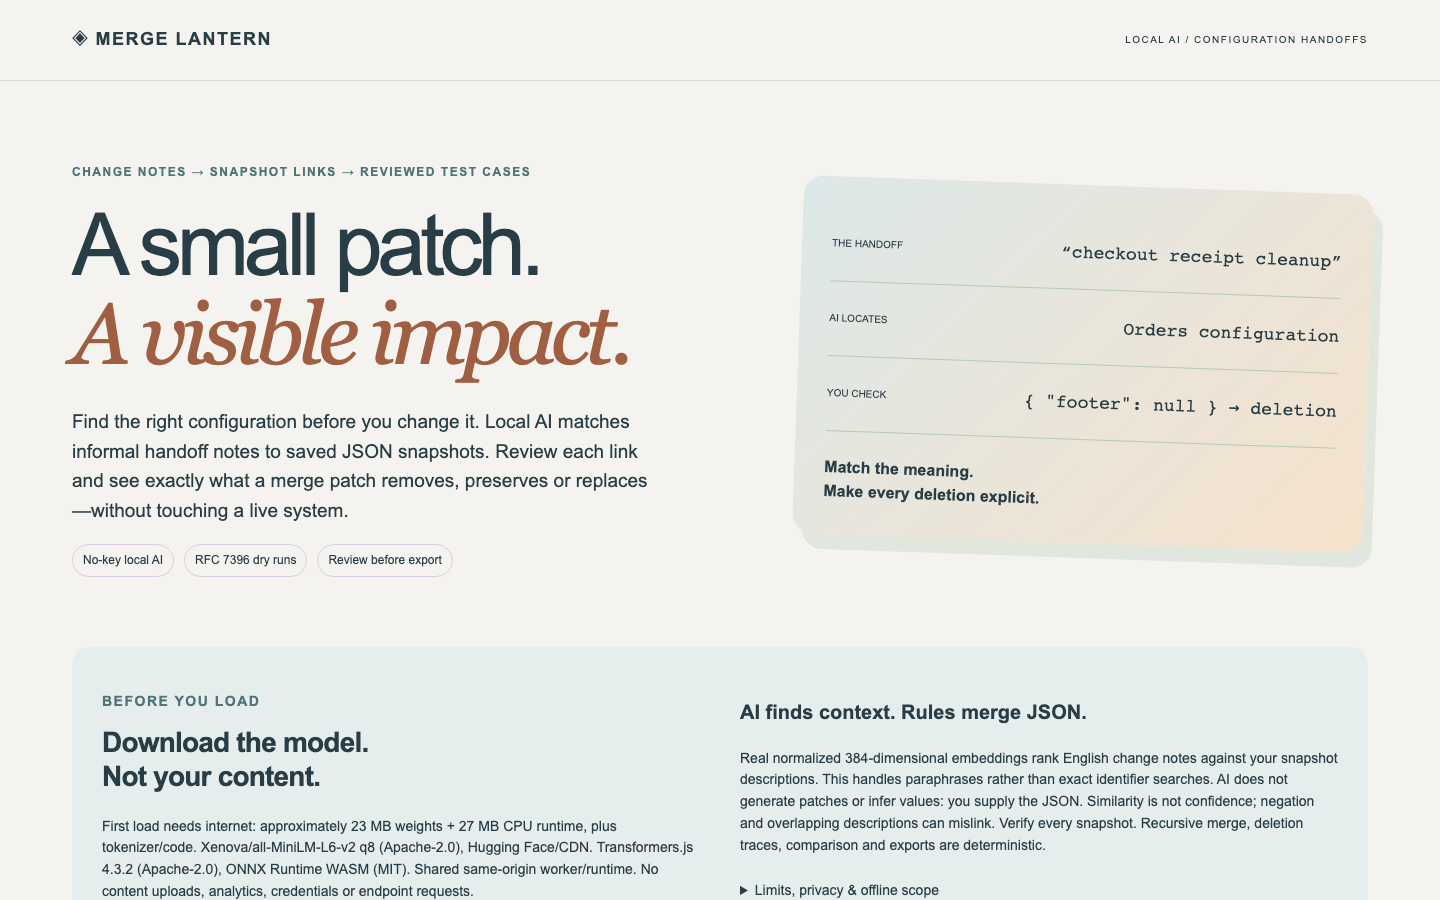 ◈ MERGE LANTERN
LOCAL AI / CONFIGURATION HANDOFFS
CHANGE NOTES → SNAPSHOT LINKS → REVIEWED TEST CASES
A small patch.
A visible impact.
Find the right configuration before you change it. Local AI matches
informal handoff notes to saved JSON snapshots. Review each link
and see exactly what a merge patch removes, preserves or replaces
—without touching a live system.
No-key local AI
RFC 7396 dry runs
Review before export
THE HANDOFF
“checkout receipt cleanup”
AI LOCATES
Orders configuration
YOU CHECK
{ "footer": null } → deletion
Match the meaning.
Make every deletion explicit.
BEFORE YOU LOAD
Download the model.
Not your content.
First load needs internet: approximately 23 MB weights + 27 MB CPU runtime, plus
tokenizer/code. Xenova/all-MiniLM-L6-v2 q8 (Apache-2.0), Hugging Face/CDN. Transformers.js
4.3.2 (Apache-2.0), ONNX Runtime WASM (MIT). Shared same-origin worker/runtime. No
content uploads, analytics, credentials or endpoint requests.
AI finds context. Rules merge JSON.
Real normalized 384-dimensional embeddings rank English change notes against your snapshot
descriptions. This handles paraphrases rather than exact identifier searches. AI does not
generate patches or infer values: you supply the JSON. Similarity is not confidence; negation
and overlapping descriptions can mislink. Verify every snapshot. Recursive merge, deletion
traces, comparison and exports are deterministic.
▶ Limits, privacy & offline scope